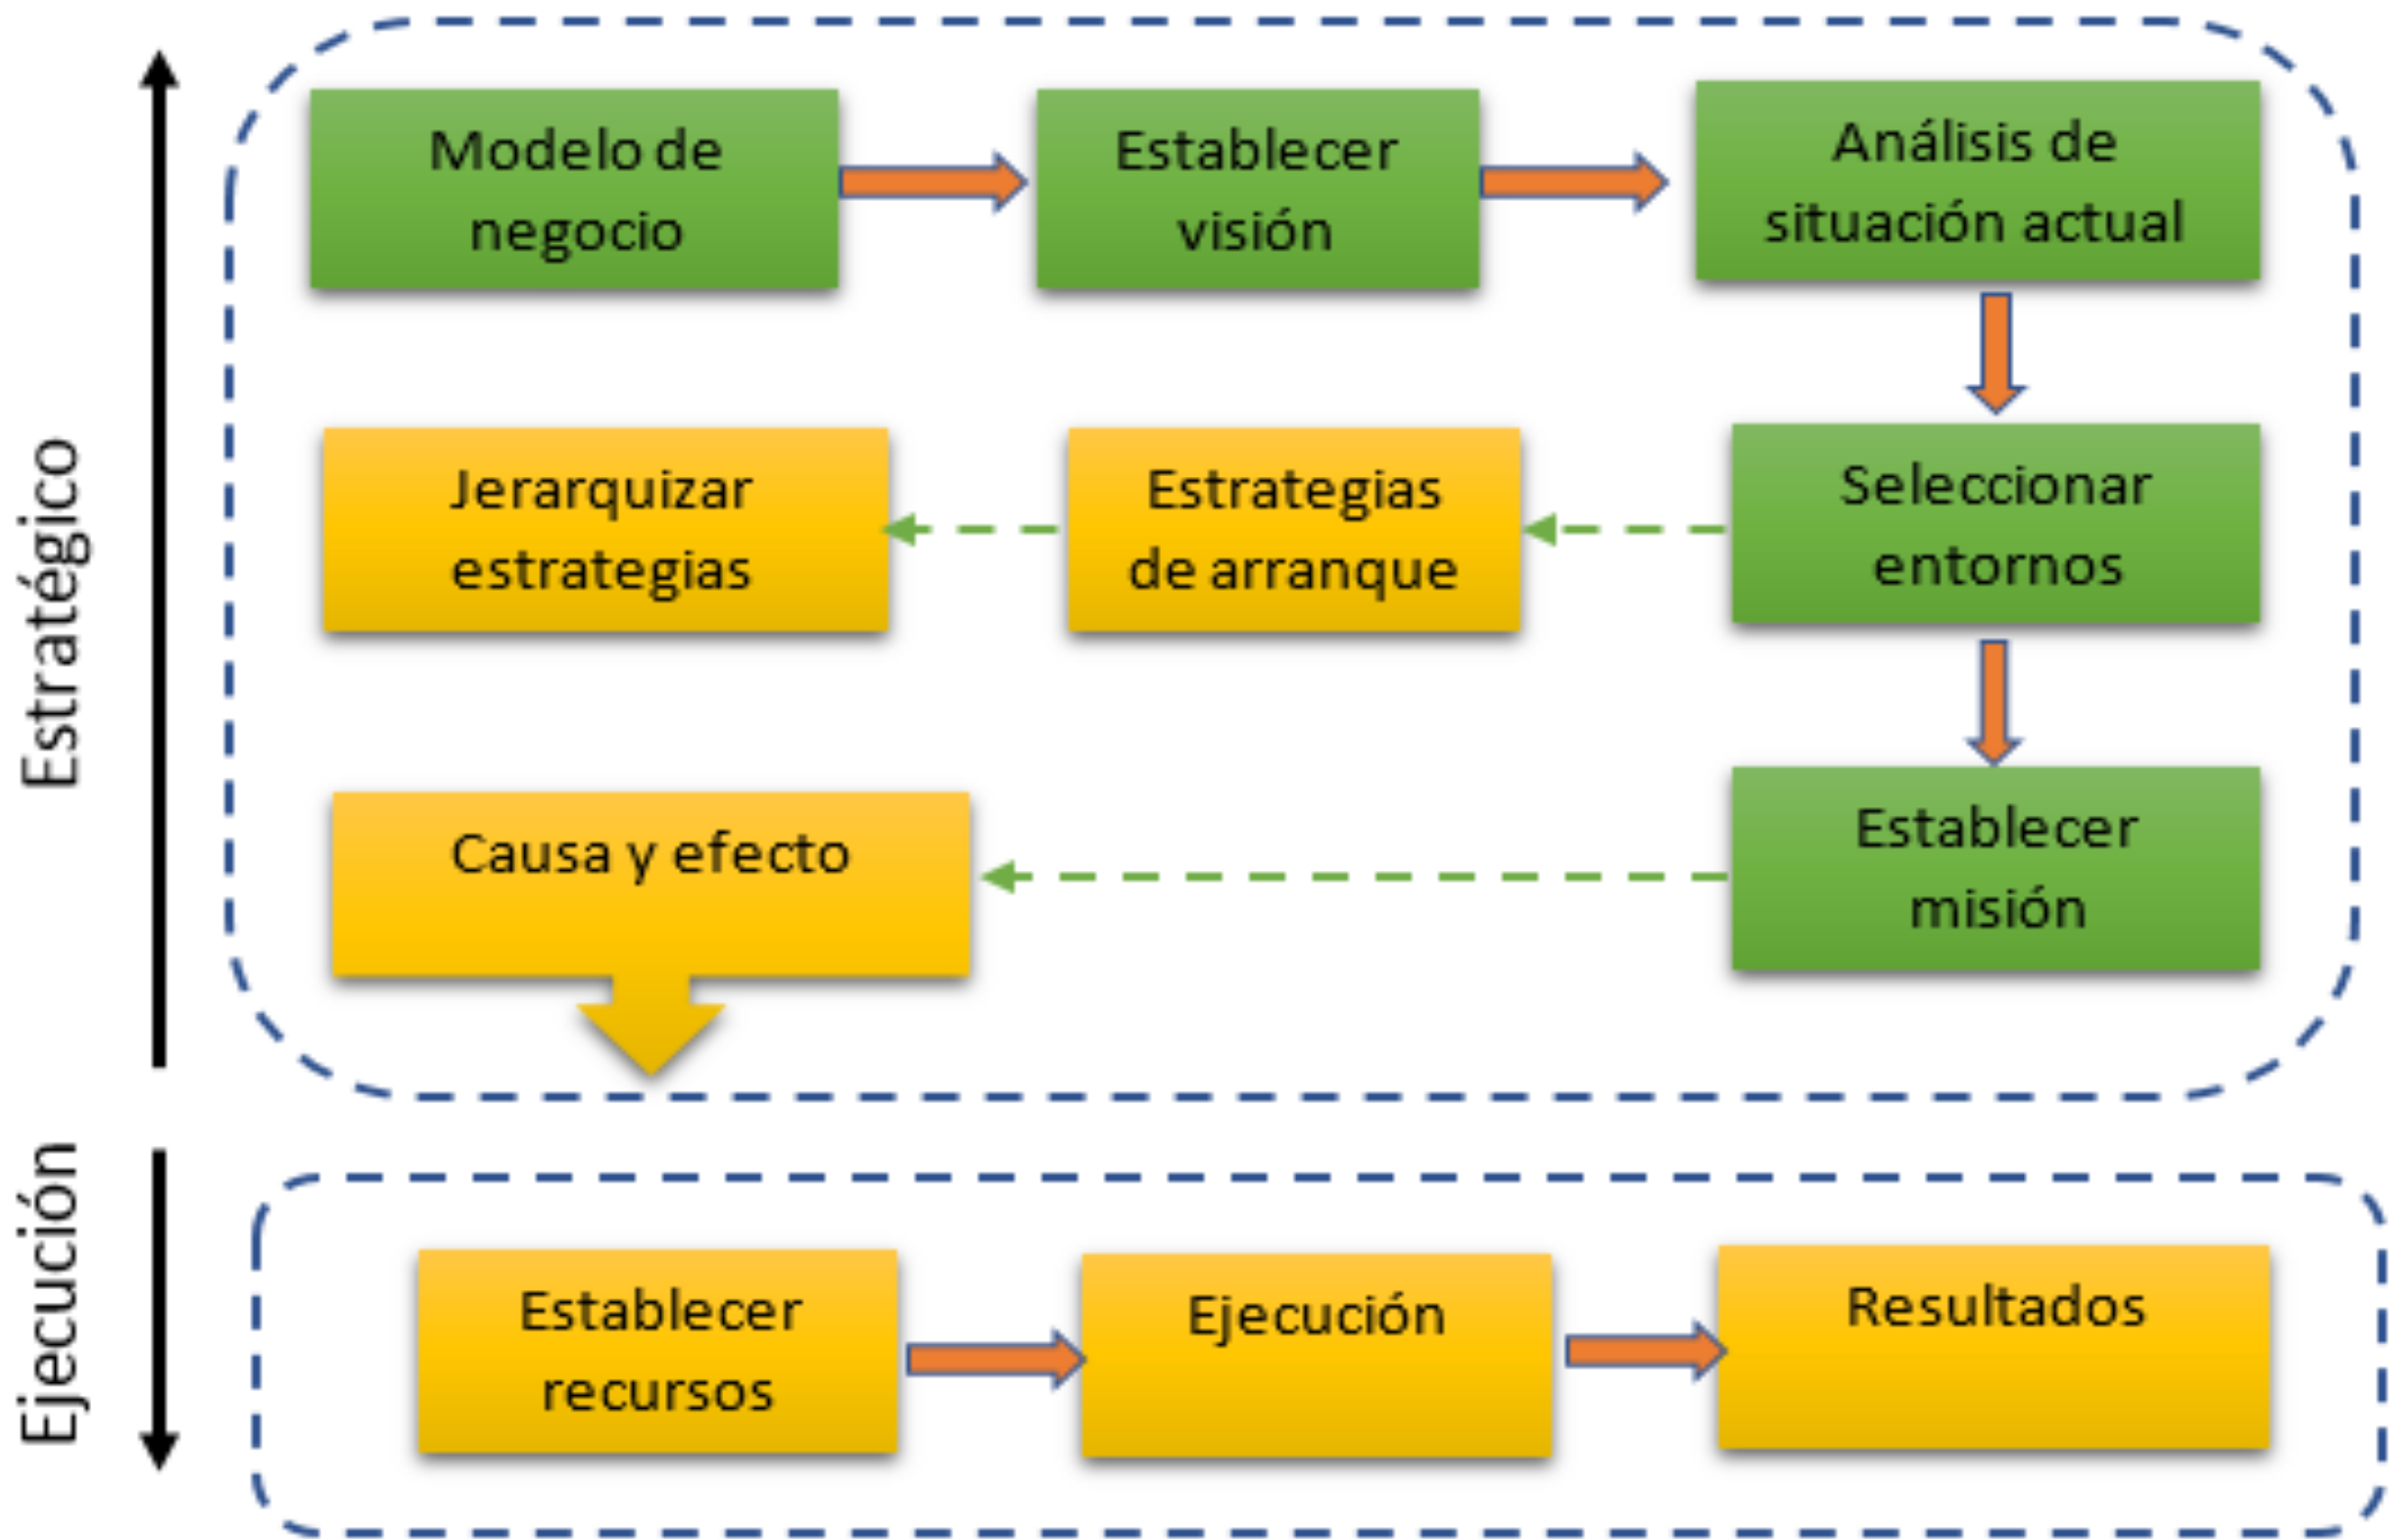 Estratégico
Modelo de
negocio
Establecer
visión
Análisis de
situación actual
Jerarquizar
estrategias
Estrategias
de arranque
Seleccionar
entornos
Causa y efecto
Establecer
misión
Ejecución
Establecer
recursos
Ejecución
Resultados